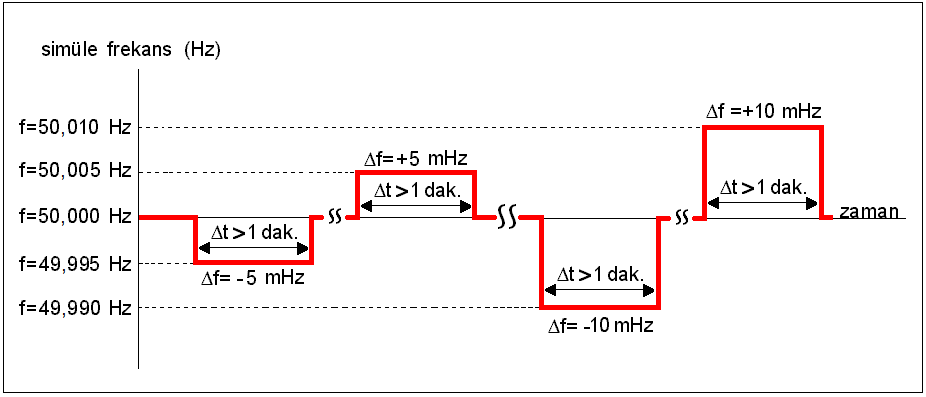 simüle frekans (Hz)
f=50,010 Hz
Δf =+10 mHz
f=50,005 Hz
Δf=+5 mHz
Δt>1 dak.
Δt>1 dak.
f=50,000 Hz
zaman
Δt>1 dak.
f=49,995 Hz
Δf= -5 mHz
Δt>1 dak.
f=49,990 Hz
Δf= -10 mHz